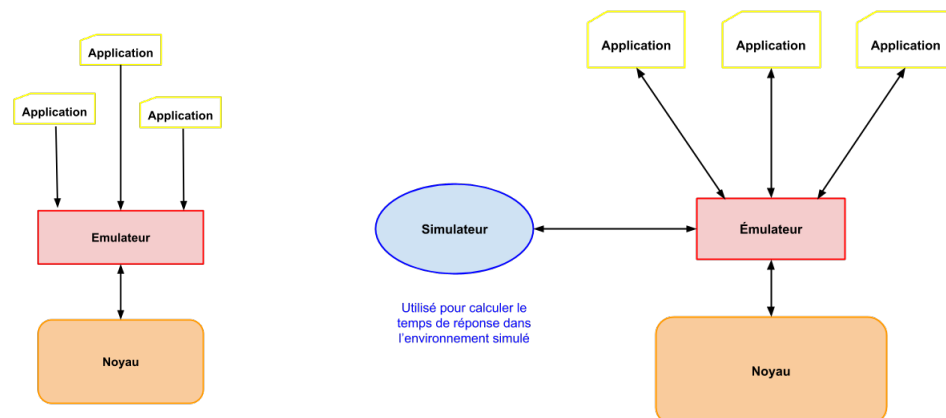 Application
Application
Application
Emulateur
Noyau
Application
Application
Application
Simulateur
Émulateur
Utilisé pour calculer le
temps de réponse dans
l'environnement simulé
Noyau